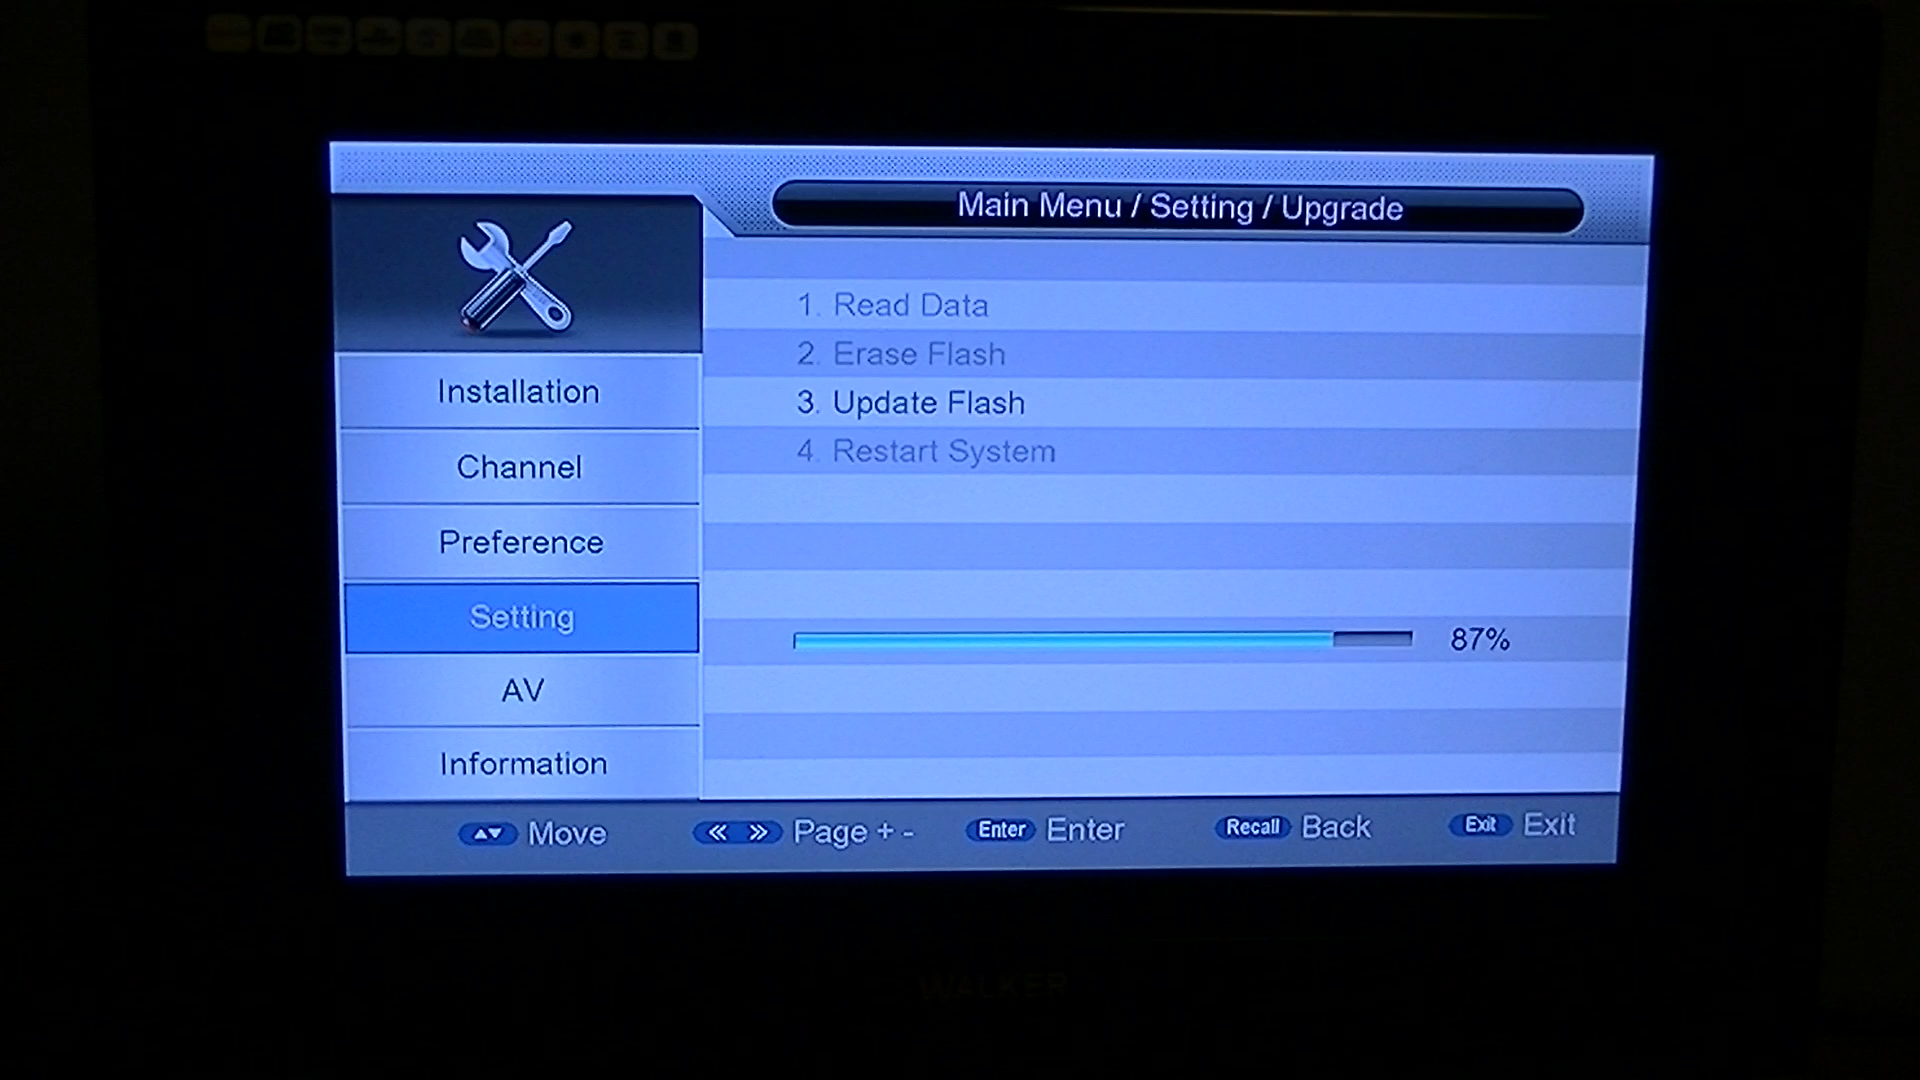 Main Menu / Setting / Upgrade
1. Read Data
2. Erase Flash
3. Update Flash
4. Restart System
87%
Installation
Channel
Preference
Setting
AV
Information
Move
Page + -
Enter Enter
Recall Back
Exit Exit
WALKER